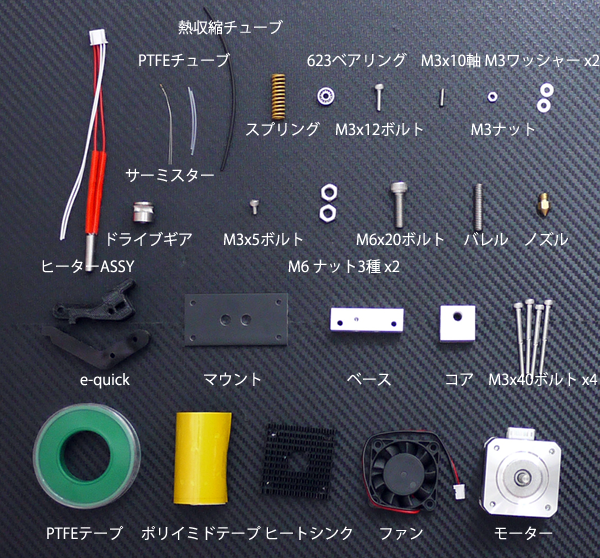 熱収縮チューブ
PTFEチューブ
623ベアリング
M3x10軸
M3ワッシャー x2
スプリング
M3x12ボルト
M3ナット
サーミスター
ドライブギア
M3x5ボルト
M6x20ボルト
バレル
ノズル
ヒーターASSY
M6 ナット3種 x2
e-quick
マウント
ベース
コア
M3x40ボルト x4
PTFEテープ
ポリイミドテープ
ヒートシンク
ファン
モーター